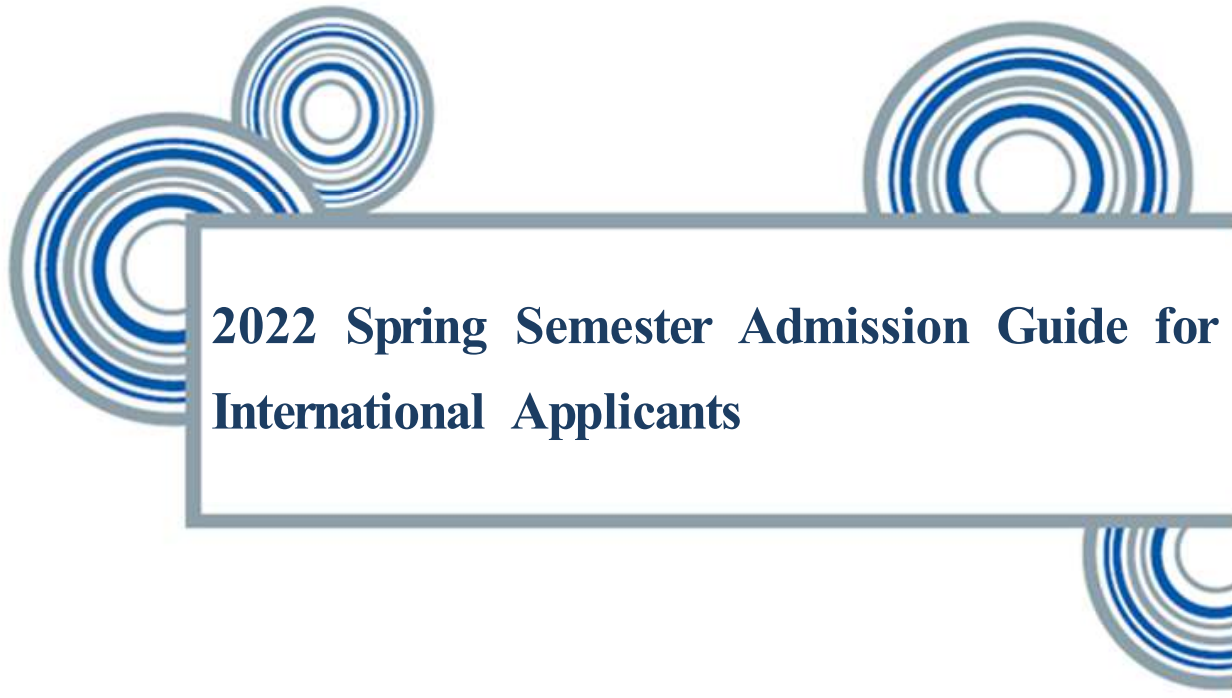 2022 Spring Semester Admission Guide for
International Applicants